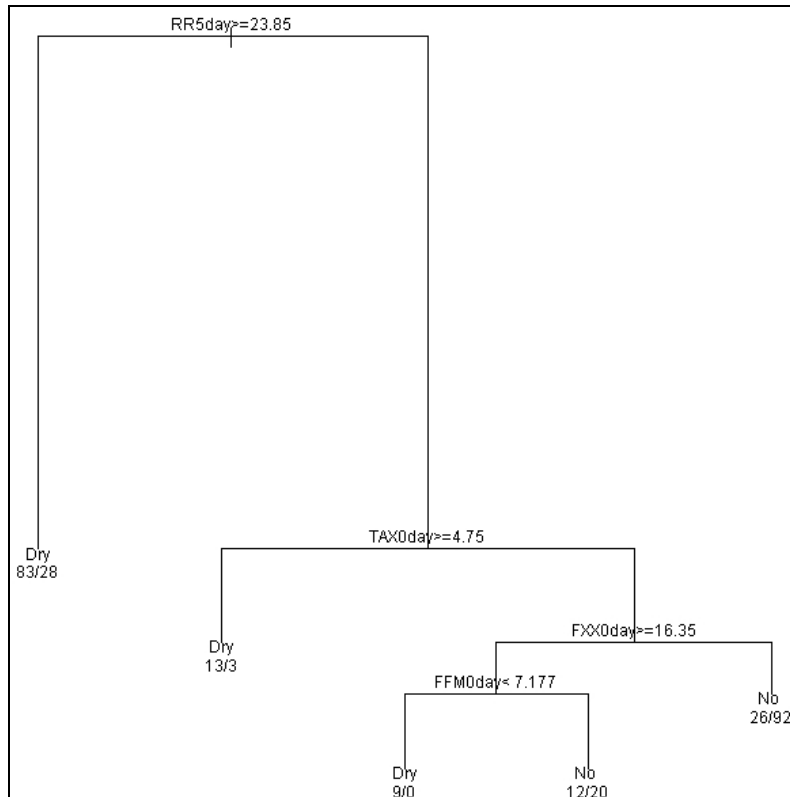 RR5day>=23.85
TAX0day>=4.75
Dry
83/28
FXX0day>=16.35
Dry
13/3
FFM0day< 7.177
No
26/92
Dry
9/0
No
12/20